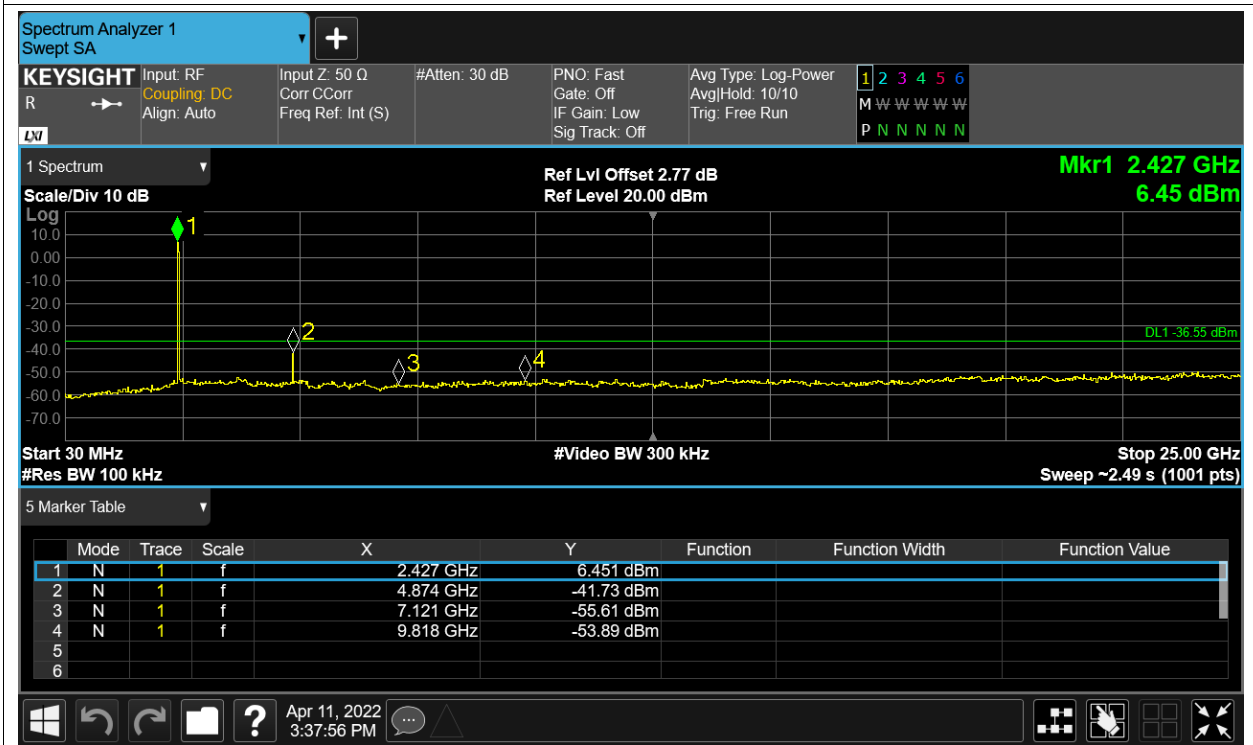 Spectrum Analyzer 1
Swept SA
+
KEYSIGHT Input: RF Input Z: 50 Ω #Atten: 30 dB PNO: Fast Avg Type: Log-Power 1 2 3 4 5 6
R Coupling: DC Corr CCorr Gate: Off Avg|Hold: 10/10 M W W W W W
Align: Auto Freq Ref: Int (S) IF Gain: Low Trig: Free Run
LXI Sig Track: Off P N N N N N
1 Spectrum Ref Lvl Offset 2.77 dB Mkr1 2.427 GHz
Scale/Div 10 dB Ref Level 20.00 dBm 6.45 dBm
Log
1
10.0
0.00
-10.0
-20.0
-30.0
2
DL1 -36.55 dBm
-40.0
3 4
-50.0
-60.0
-70.0
Start 30 MHz #Video BW 300 kHz Stop 25.00 GHz
#Res BW 100 kHz Sweep ~2.49 s (1001 pts)
5 Marker Table
Mode Trace Scale X Y Function Function Width Function Value
1 N 1 f 2.427 GHz 6.451 dBm
2 N 1 f 4.874 GHz -41.73 dBm
3 N 1 f 7.121 GHz -55.61 dBm
4 N 1 f 9.818 GHz -53.89 dBm
5
6
? Apr 11, 2022
3:37:56 PM